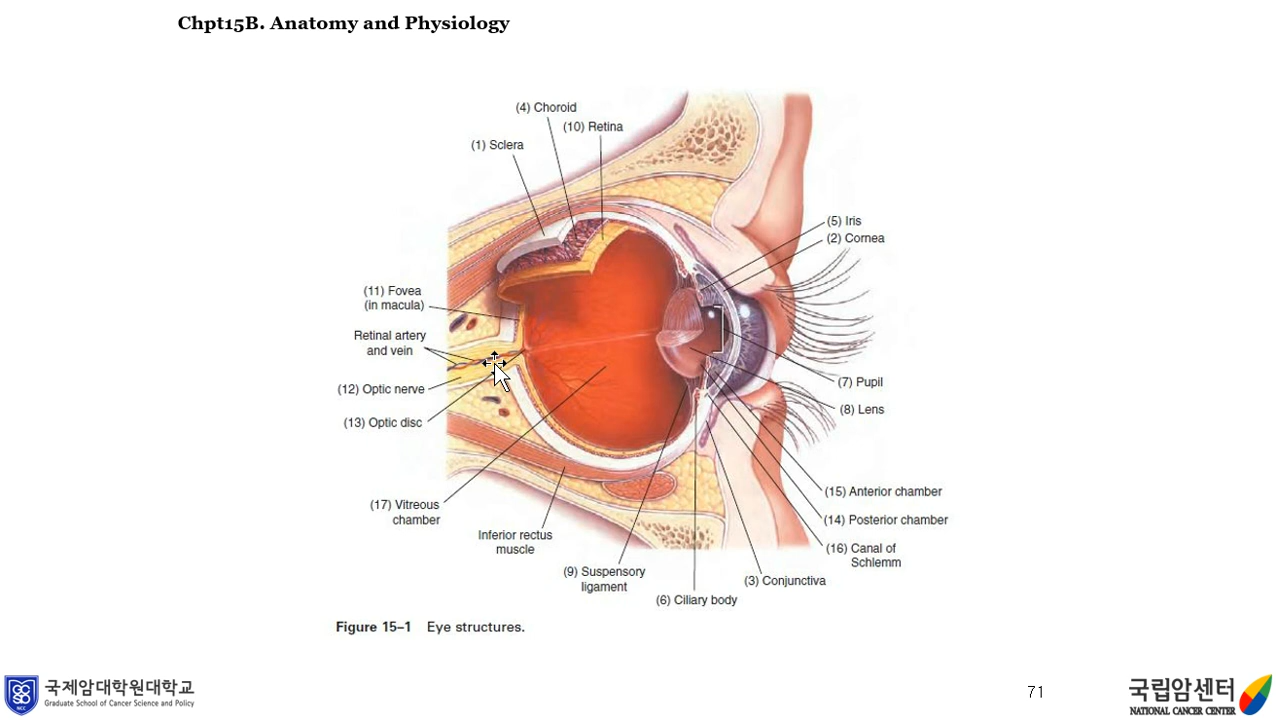 Chpt15B. Anatomy and Physiology
(4) Choroid
(10) Retina
(1) Sclera
(5) Iris
(2) Cornea
(11) Fovea
(in macula)
Retinal artery
and vein
(12) Optic nerve
(13) Optic disc
(7) Pupil
(8) Lens
(17) Vitreous
chamber
Inferior rectus
muscle
(9) Suspensory
ligament
(6) Ciliary body
(3) Conjunctiva
(15) Anterior chamber
(14) Posterior chamber
(16) Canal of
Schlemm
Figure 15–1 Eye structures.
국제암대학원대학교
Graduate School of Cancer Science and Policy
GCSP
NCC
71
국립암센터
NATIONAL CANCER CENTER